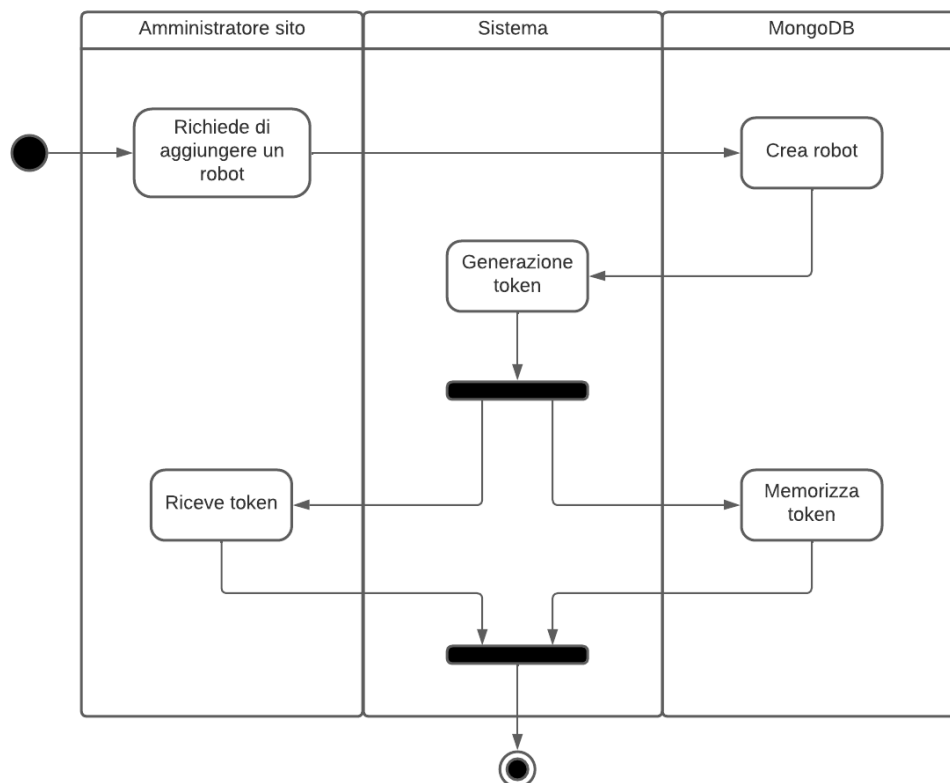 Amministratore sito
Sistema
MongoDB
Richiede di
aggiungere un
robot
Crea robot
Generazione
token
Riceve token
Memorizza
token